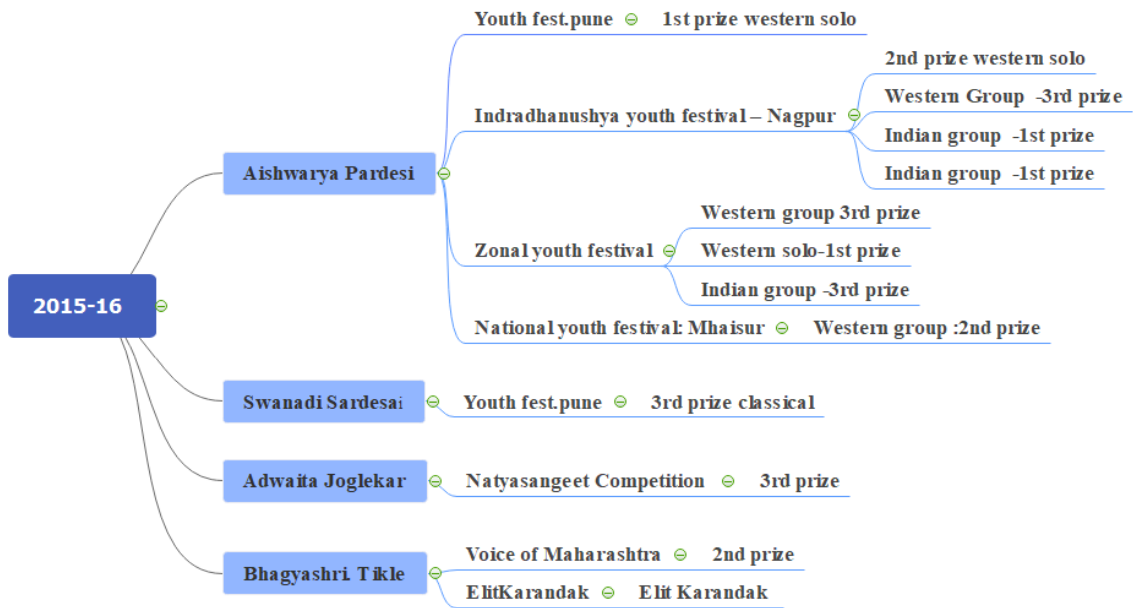 2015-16
Aishwarya Pardesi
Youth fest.pune
1st prize western solo
Indradhanushya youth festival – Nagpur
2nd prize western solo
Western Group -3rd prize
Indian group -1st prize
Indian group -1st prize
Zonal youth festival
Western group 3rd prize
Western solo-1st prize
Indian group -3rd prize
National youth festival: Mhaisur
Western group :2nd prize
Swanadi Sardesai
Youth fest.pune
3rd prize classical
Adwaita Joglekar
Natyasangeet Competition
3rd prize
Bhagyashri. Tikle
Voice of Maharashtra
2nd prize
ElitKarandak
Elit Karandak